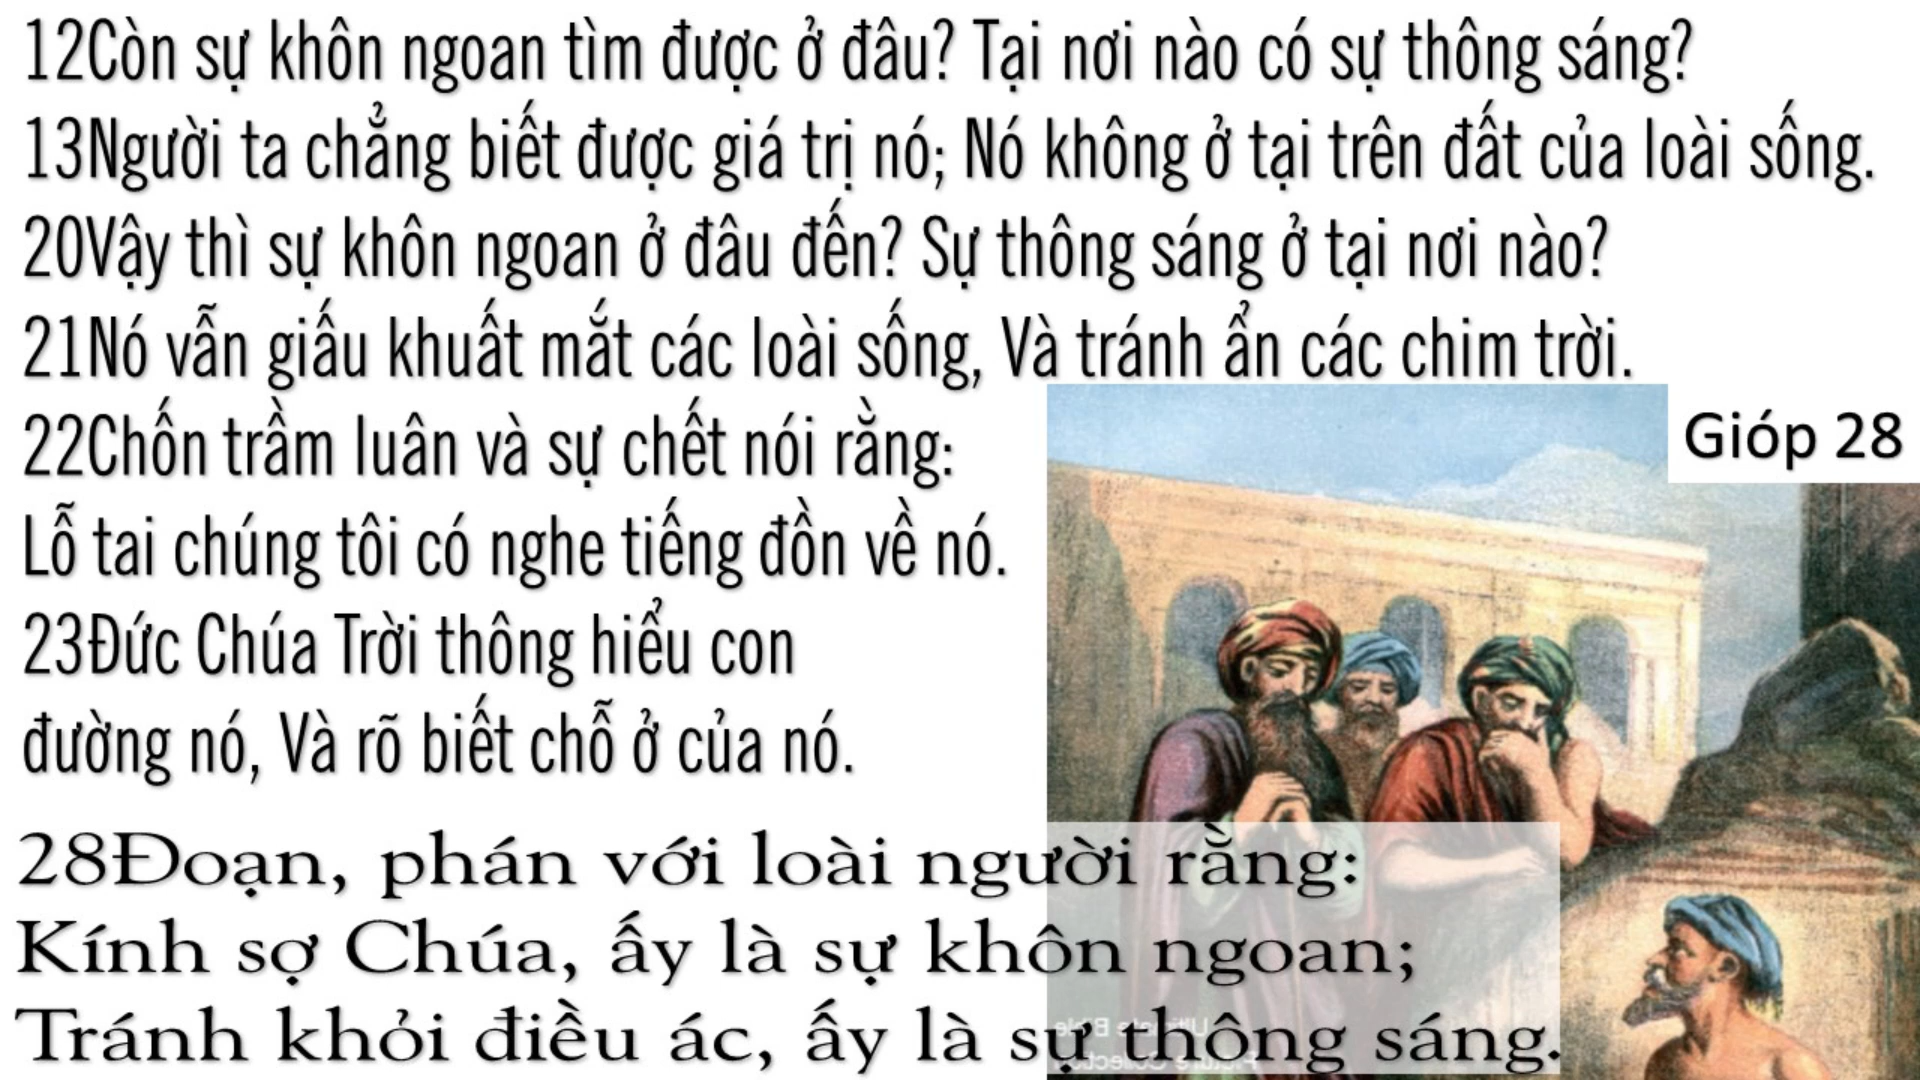 12Còn sự khôn ngoan tìm được ở đâu? Tại nơi nào có sự thông sáng?
13Người ta chẳng biết được giá trị nó; Nó không ở tại trên đất của loài sống.
20Vậy thì sự khôn ngoan ở đâu đến? Sự thông sáng ở tại nơi nào?
21Nó vẫn giấu khuất mắt các loài sống, Và tránh ẩn các chim trời.
22Chốn trầm luân và sự chết nói rằng:
Lỗ tai chúng tôi có nghe tiếng đồn về nó.
23Đức Chúa Trời thông hiểu con
đường nó, Và rõ biết chỗ ở của nó.
Gióp 28
28Đoạn, phán với loài người rằng:
Kính sợ Chúa, ấy là sự khôn ngoan;
Tránh khỏi điều ác, ấy là sự thông sáng.
Ultimate Bible
Picture Collection